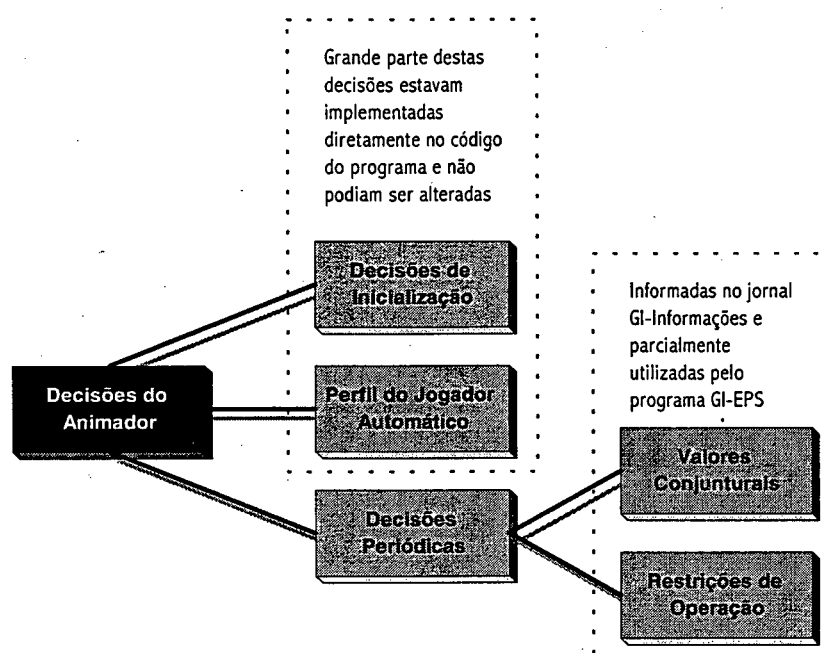 Grande parte destas
decisões estavam
implementadas
diretamente no código
do programa e não
podiam ser alteradas
Decisões de
Inicialização
Informadas no jornal
GI-Informações e
parcialmente
utilizadas pelo
programa GI-EPS
Decisões do
Animador
Perfil do Jogador
Automático
Valores
Conjunturais
Decisões
Periódicas
Restrições de
Operação